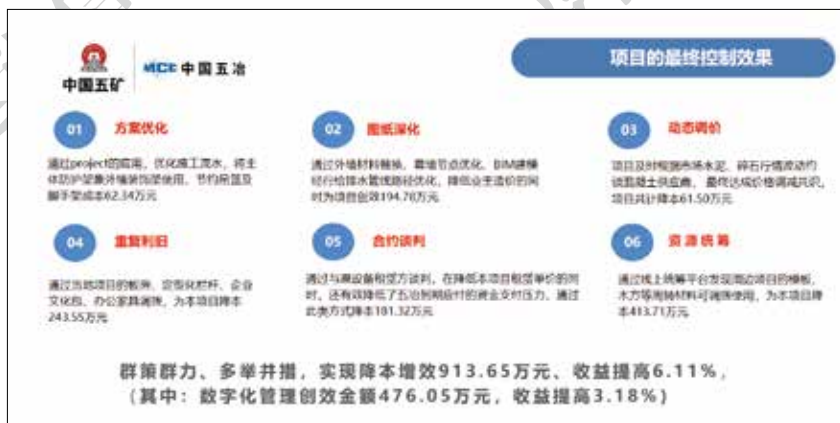 中国五矿
MCC 中国五冶
项目的最终控制效果
01 方案优化
通过project的应用，优化施工流水，将主
体防护架兼外墙装饰架使用，节约吊篮及
脚手架成本62.34万元
02 图纸深化
通过外墙材料替换、幕墙节点优化、BIM建模
进行给排水管线路径优化，降低业主造价的同
时为项目创效194.78万元
03 动态调价
项目及时根据市场水泥、碎石行情波动约
谈混凝土供应商，最终达成价格调减共识，
项目共计降本61.50万元
04 重复利旧
通过当地项目的板房、定型化栏杆、企业
文化包、办公家具调拨，为本项目降本
243.55万元
05 合约谈判
通过与 设备租赁方谈判，在降低本项目租赁单价的同
时，还有效降低了五冶到期应付的资金支付压力，通过
此类方式降本181.32万元
06 资源统筹
通过线上统筹平台发现周边项目的模板、
木方等周转材料可调拨使用，为本项目降
本413.71万元
群策群力、多举并措，实现降本增效913.65万元、收益提高6.11%，
（其中：数字化管理创效金额476.05万元，收益提高3.18%）